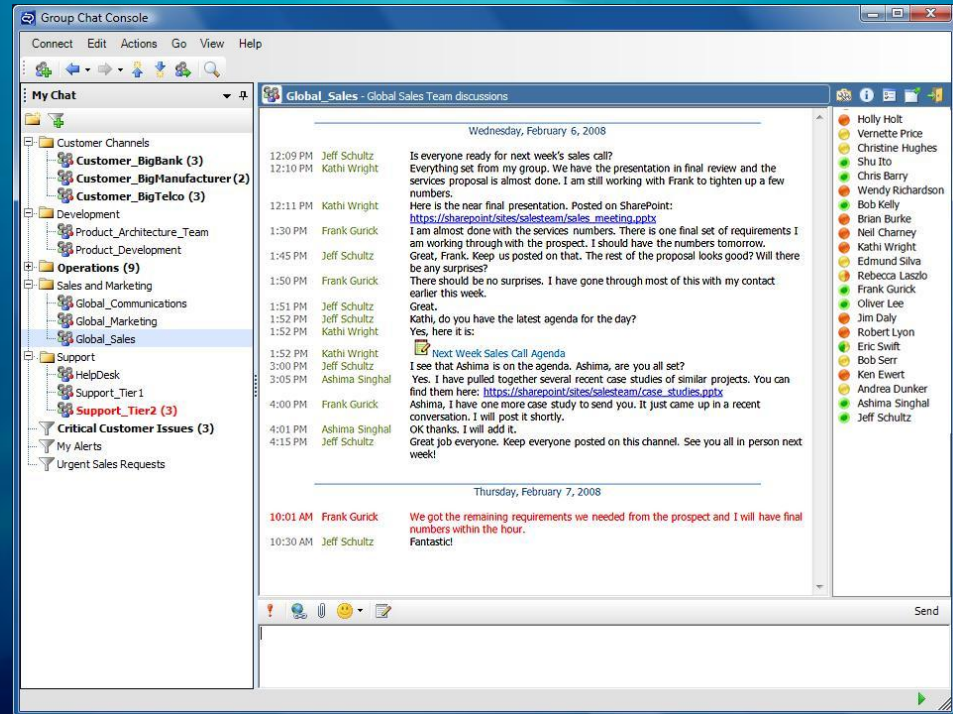 Group Chat Console
Connect Edit Actions Go View Help
My Chat
Customer Channels
Customer_BigBank (3)
Customer_BigManufacturer (2)
Customer_BigTelco (3)
Development
Product_Architecture_Team
Product_Development
Operations (9)
Sales and Marketing
Global_Communications
Global_Marketing
Global_Sales
Support
HelpDesk
Support_Tier1
Support_Tier2 (3)
Critical Customer Issues (3)
My Alerts
Urgent Sales Requests
Global_Sales - Global Sales Team discussions
Wednesday, February 6, 2008
12:09 PM Jeff Schultz Is everyone ready for next week's sales call?
12:10 PM Kathi Wright Everything set from my group. We have the presentation in final review and the
services proposal is almost done. I am still working with Frank to tighten up a few
numbers.
12:11 PM Kathi Wright Here is the near final presentation. Posted on SharePoint:
https://sharepoint/sites/salesteam/sales_meeting.pptx
1:30 PM Frank Gurick I am almost done with the services numbers. There is one final set of requirements I
am working through with the prospect. I should have the numbers tomorrow.
1:45 PM Jeff Schultz Great, Frank. Keep us posted on that. The rest of the proposal looks good? Will there
be any surprises?
1:50 PM Frank Gurick There should be no surprises. I have gone through most of this with my contact
earlier this week.
1:51 PM Jeff Schultz Great.
1:52 PM Jeff Schultz Kathi, do you have the latest agenda for the day?
1:52 PM Kathi Wright Yes, here it is:
1:52 PM Kathi Wright Next Week Sales Call Agenda
3:00 PM Jeff Schultz I see that Ashima is on the agenda. Ashima, are you all set?
3:05 PM Ashima Singhal Yes. I have pulled together several recent case studies of similar projects. You can
find them here: https://sharepoint/sites/salesteam/case_studies.pptx
4:00 PM Frank Gurick Ashima, I have one more case study to send you. It just came up in a recent
conversation. I will post it shortly.
4:01 PM Ashima Singhal OK thanks. I will add it.
4:15 PM Jeff Schultz Great job everyone. Keep everyone posted on this channel. See you all in person next
week!
Thursday, February 7, 2008
10:01 AM Frank Gurick We got the remaining requirements we needed from the prospect and I will have final
numbers within the hour.
10:30 AM Jeff Schultz Fantastic!
Holly Holt
Vernette Price
Christine Hughes
Shu Ito
Chris Barry
Wendy Richardson
Bob Kelly
Brian Burke
Neil Charney
Kathi Wright
Edmund Silva
Rebecca Laszlo
Frank Gurick
Oliver Lee
Jim Daly
Robert Lyon
Eric Swift
Bob Serr
Ken Ewert
Andrea Dunker
Ashima Singhal
Jeff Schultz
Send